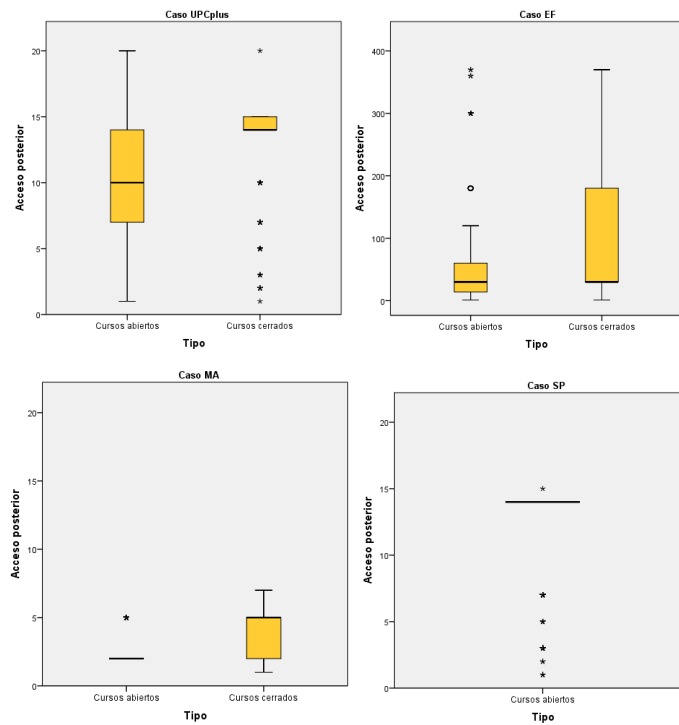 Caso UPCplus
Acceso posterior
20
15
10
5
0
Cursos abiertos
Cursos cerrados
Tipo
Caso EF
Acceso posterior
400
300
200
100
0
Cursos abiertos
Cursos cerrados
Tipo
Caso MA
Acceso posterior
20
15
10
5
0
Cursos abiertos
Cursos cerrados
Tipo
Caso SP
Acceso posterior
20
15
10
5
0
Cursos abiertos
Tipo